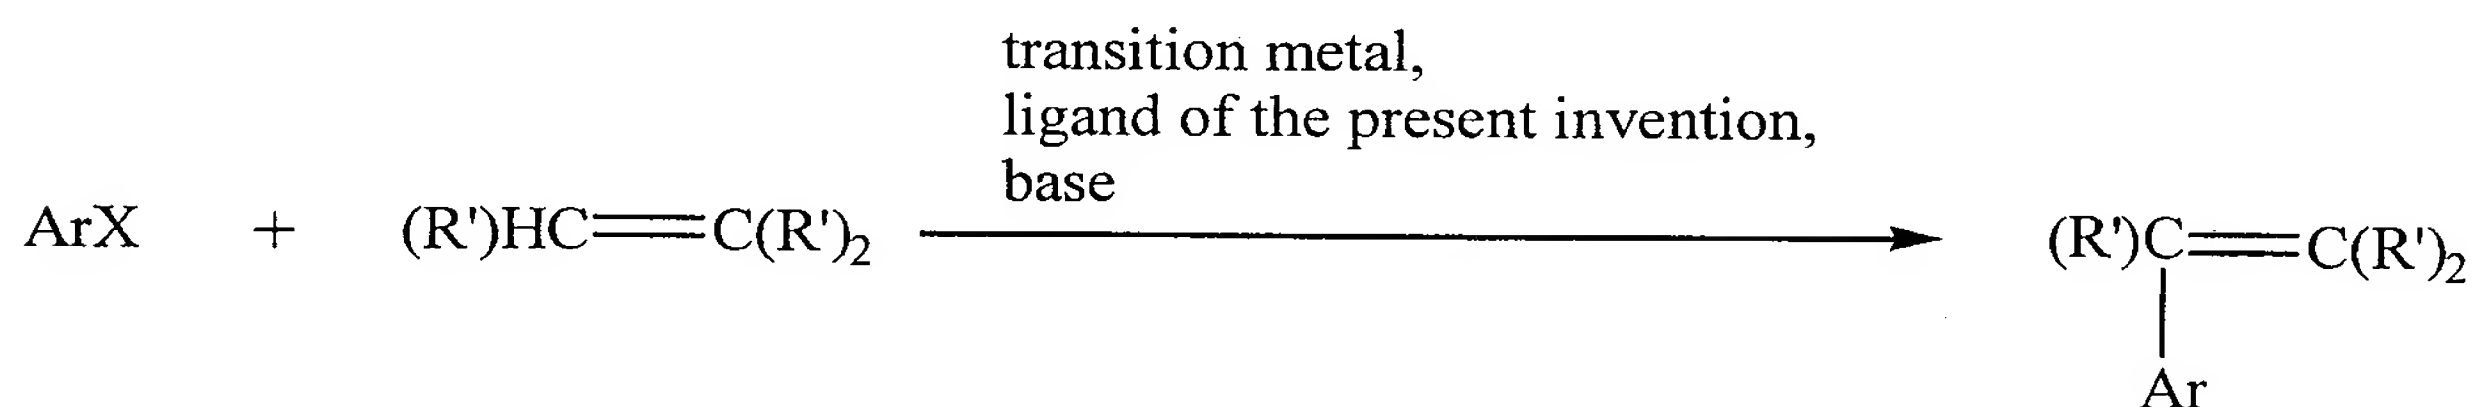 transition metal,
ligand of the present invention,
base
ArX + (R')HC=C(R')₂ (R')C=C(R')₂
Ar